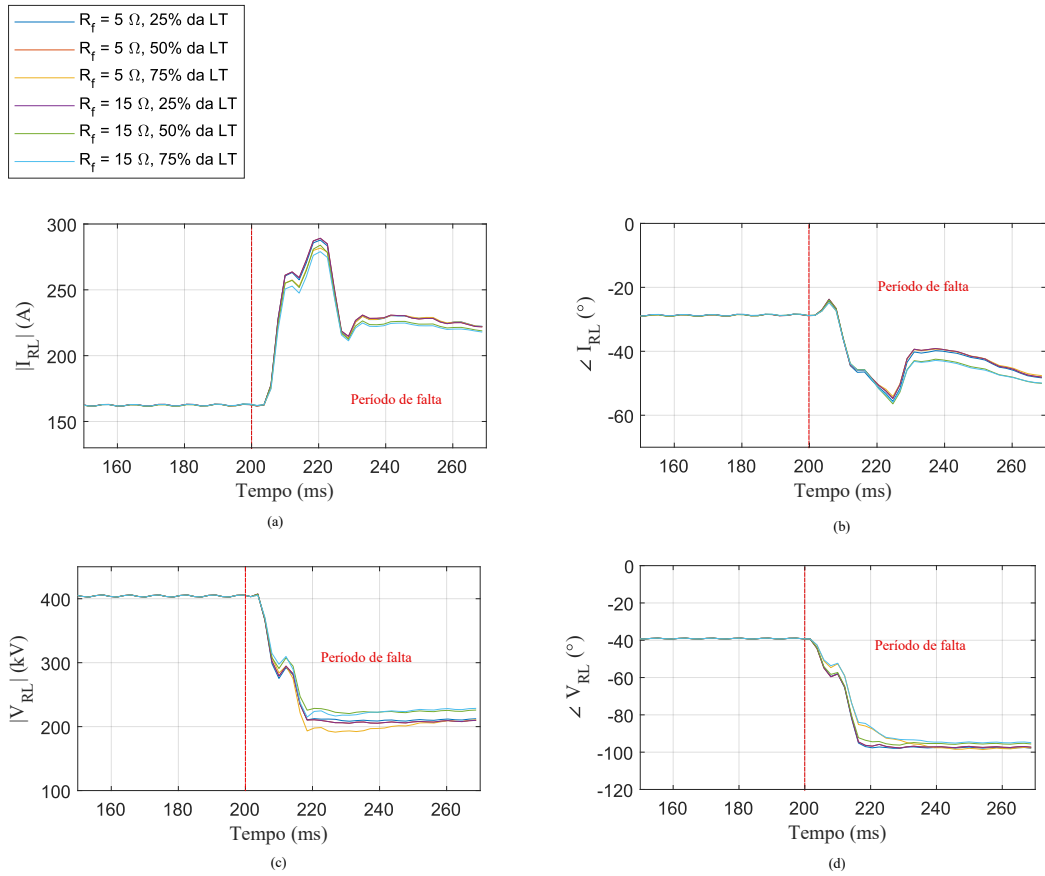 R_f = 5 Ω, 25% da LT
R_f = 5 Ω, 50% da LT
R_f = 5 Ω, 75% da LT
R_f = 15 Ω, 25% da LT
R_f = 15 Ω, 50% da LT
R_f = 15 Ω, 75% da LT
300
250
200
150
|I_RL| (A)
Período de falta
160 180 200 220 240 260
Tempo (ms)
(a)
0
-20
-40
-60
∠ I_RL (°)
Período de falta
160 180 200 220 240 260
Tempo (ms)
(b)
400
300
200
100
|V_RL| (kV)
Período de falta
160 180 200 220 240 260
Tempo (ms)
(c)
0
-20
-40
-60
-80
-100
-120
∠ V_RL (°)
Período de falta
160 180 200 220 240 260
Tempo (ms)
(d)